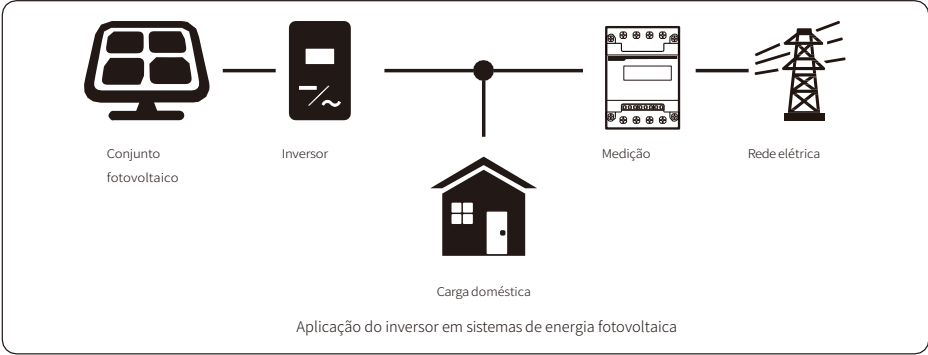 Conjunto
fotovoltaico
Inversor
Medição
Rede elétrica
Carga doméstica
Aplicação do inversor em sistemas de energia fotovoltaica